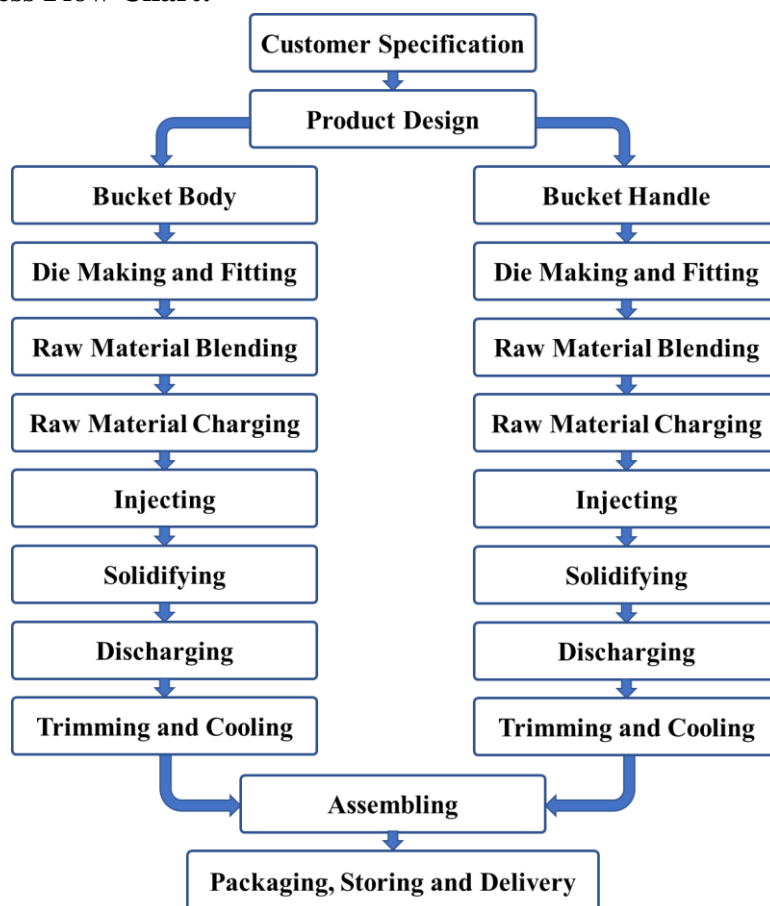 Customer Specification
Product Design
Bucket Body
Bucket Handle
Die Making and Fitting
Die Making and Fitting
Raw Material Blending
Raw Material Blending
Raw Material Charging
Raw Material Charging
Injecting
Injecting
Solidifying
Solidifying
Discharging
Discharging
Trimming and Cooling
Trimming and Cooling
Assembling
Packaging, Storing and Delivery